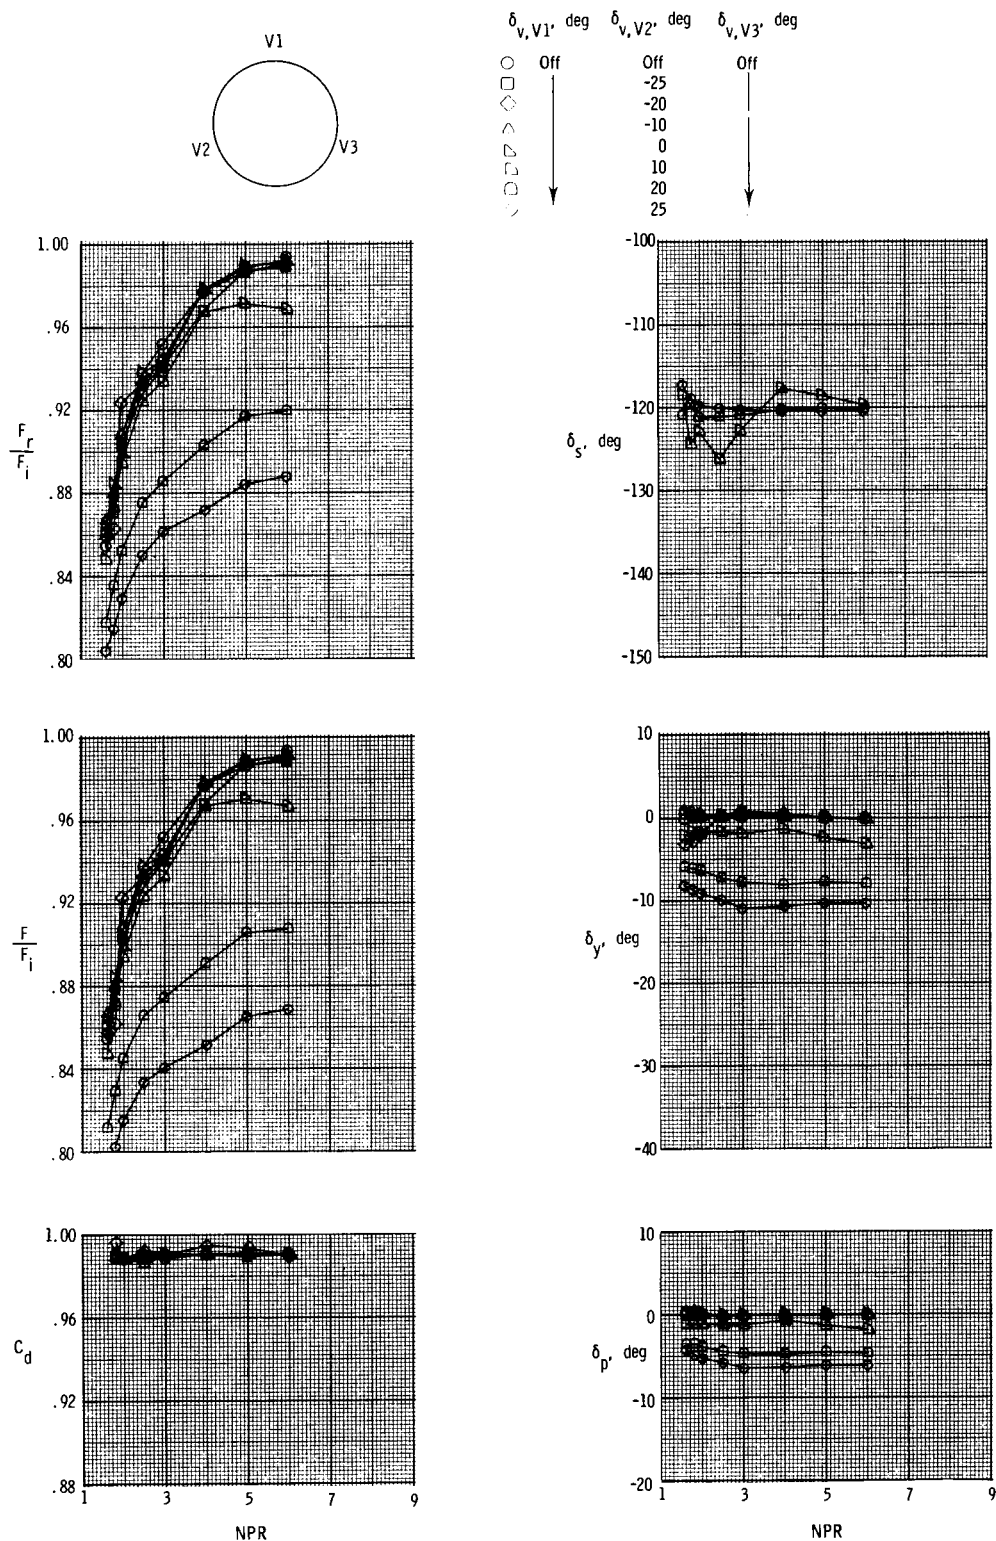 V1
V2
V3
δv,V1, deg δv,V2, deg δv,V3, deg
Off Off Off
-25
-20
-10
0
10
20
25
1.00
.96
.92
.88
.84
.80
Fr
Fi
-100
-110
-120
-130
-140
-150
δs, deg
1.00
.96
.92
.88
.84
.80
F
Fi
10
0
-10
-20
-30
-40
δy, deg
1.00
.96
.92
.88
Cd
1 3 5 7 9
NPR
10
0
-10
-20
δp, deg
1 3 5 7 9
NPR